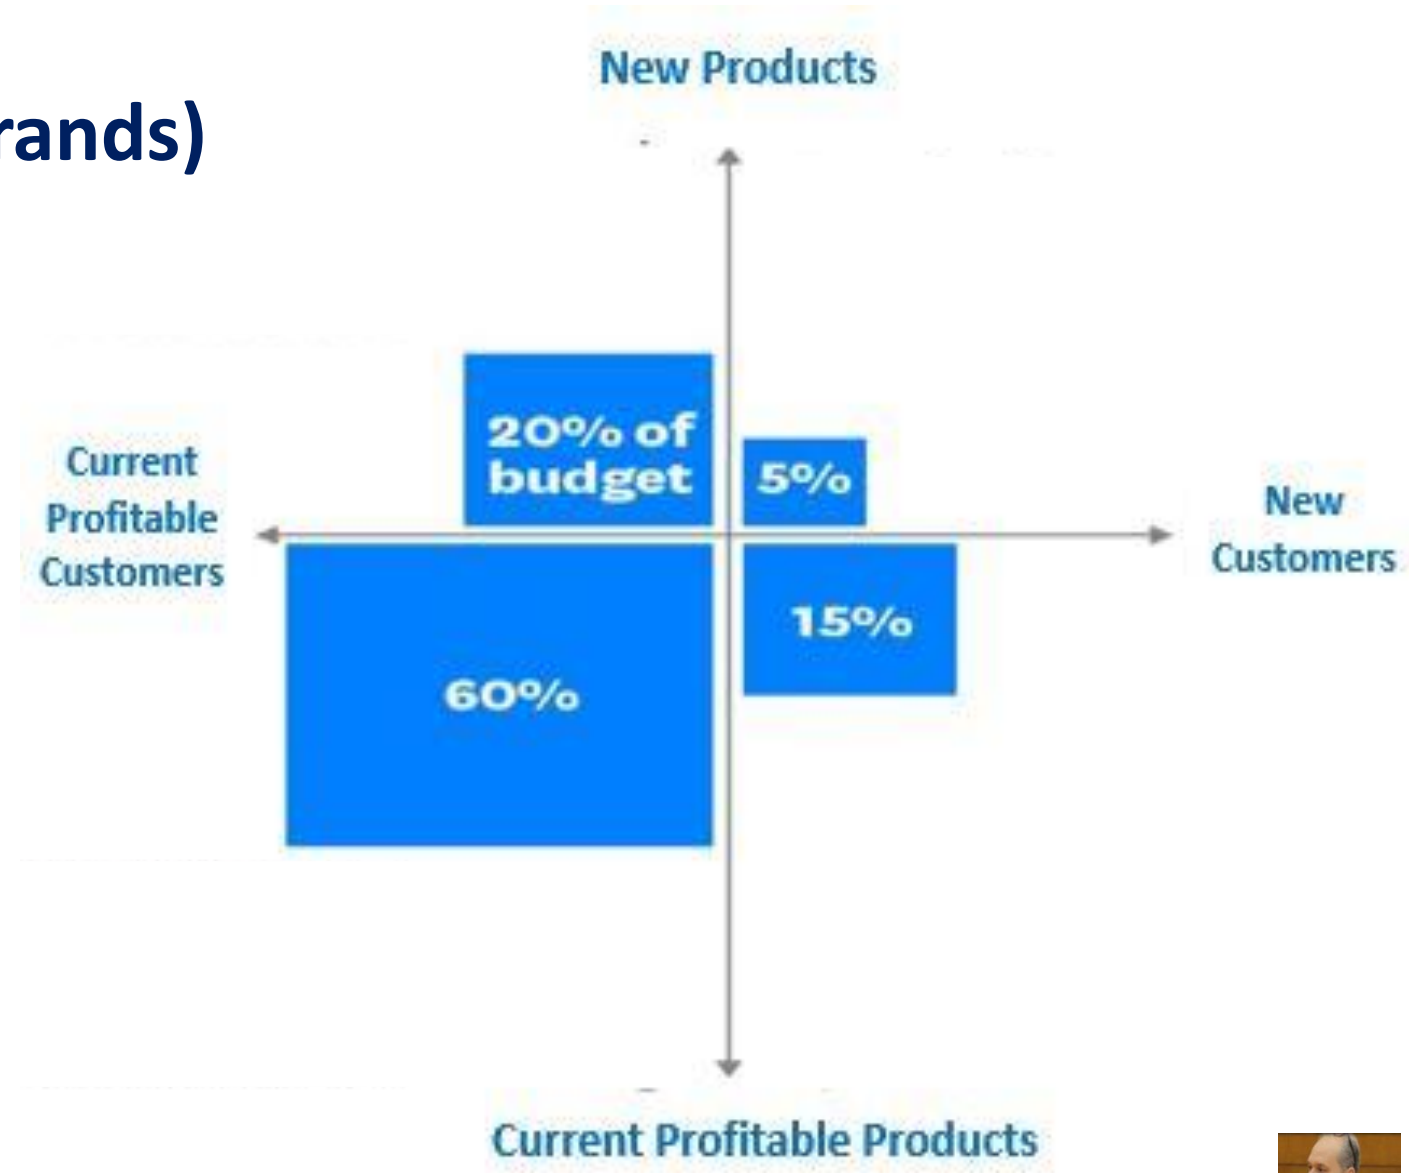 New Products
rands)
20% of
budget
5%
Current
Profitable
Customers
New
Customers
15%
60%
Current Profitable Products